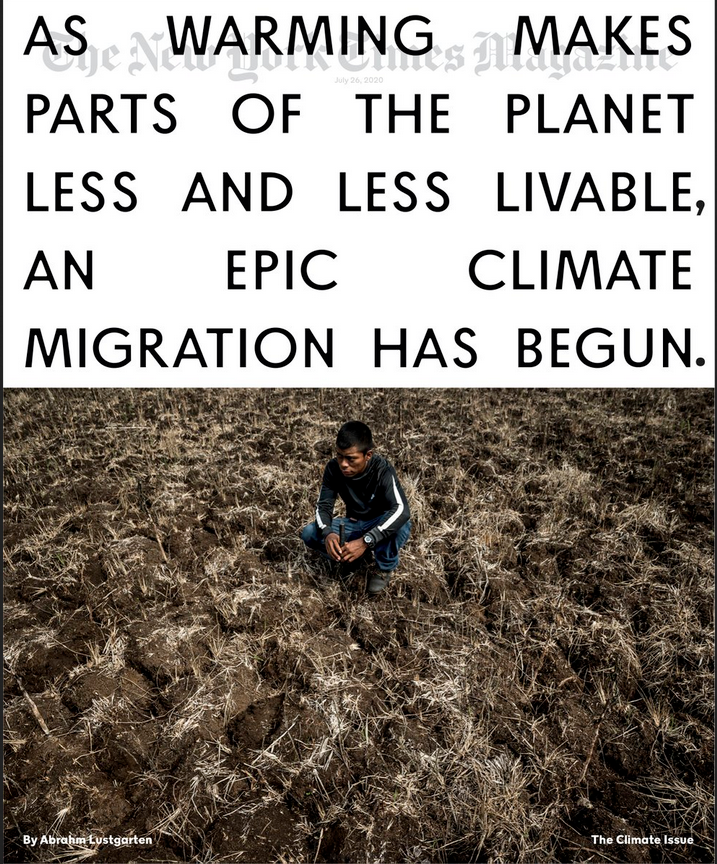 The New York Times Magazine
July 26, 2020
AS WARMING MAKES
PARTS OF THE PLANET
LESS AND LESS LIVABLE,
AN EPIC CLIMATE
MIGRATION HAS BEGUN.
By Abrahm Lustgarten
The Climate Issue